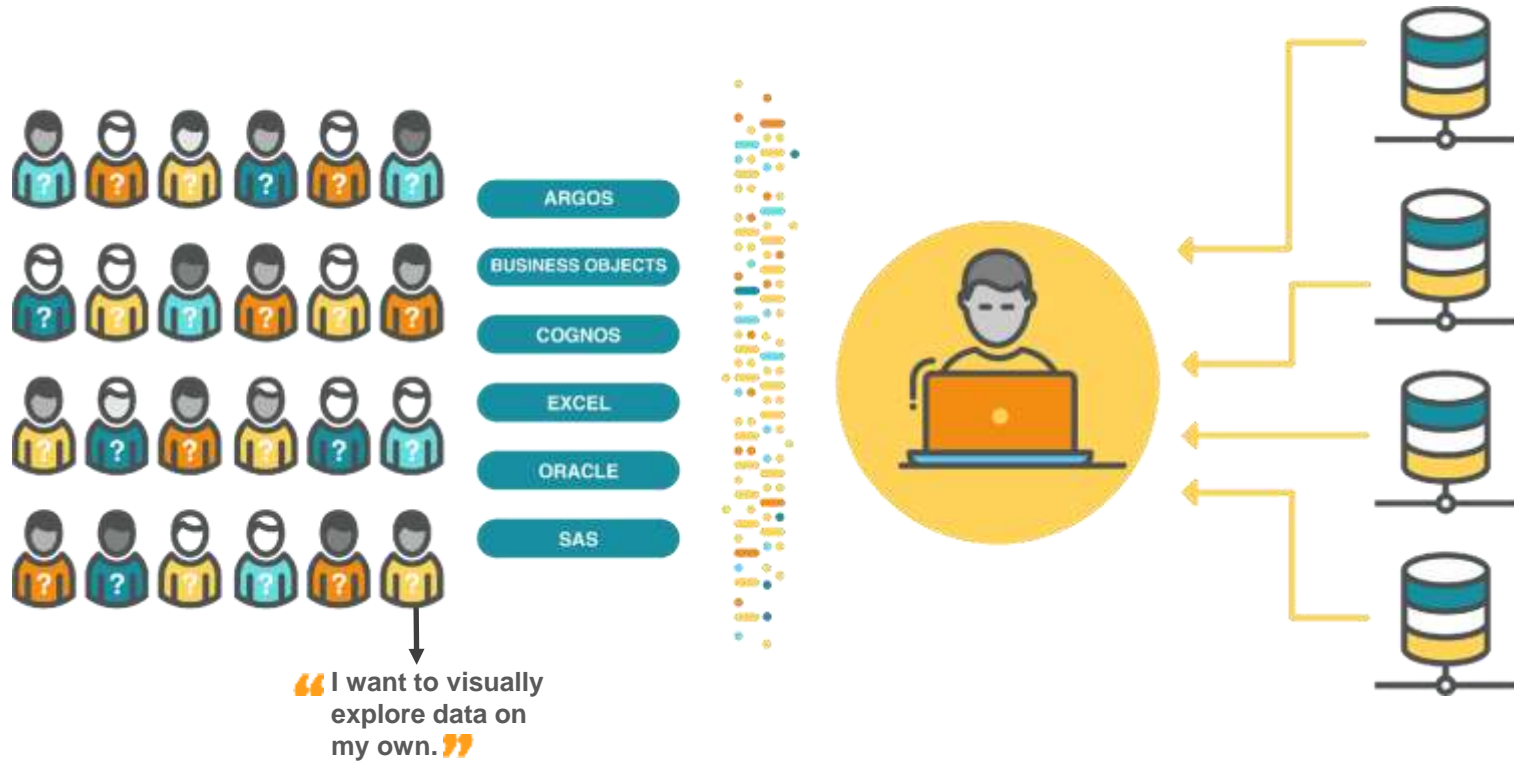 ? ? ? ? ? ?
? ? ? ? ? ?
? ? ? ? ? ?
? ? ? ? ? ?
ARGOS
BUSINESS OBJECTS
COGNOS
EXCEL
ORACLE
SAS
“ I want to visually
explore data on
my own. ”